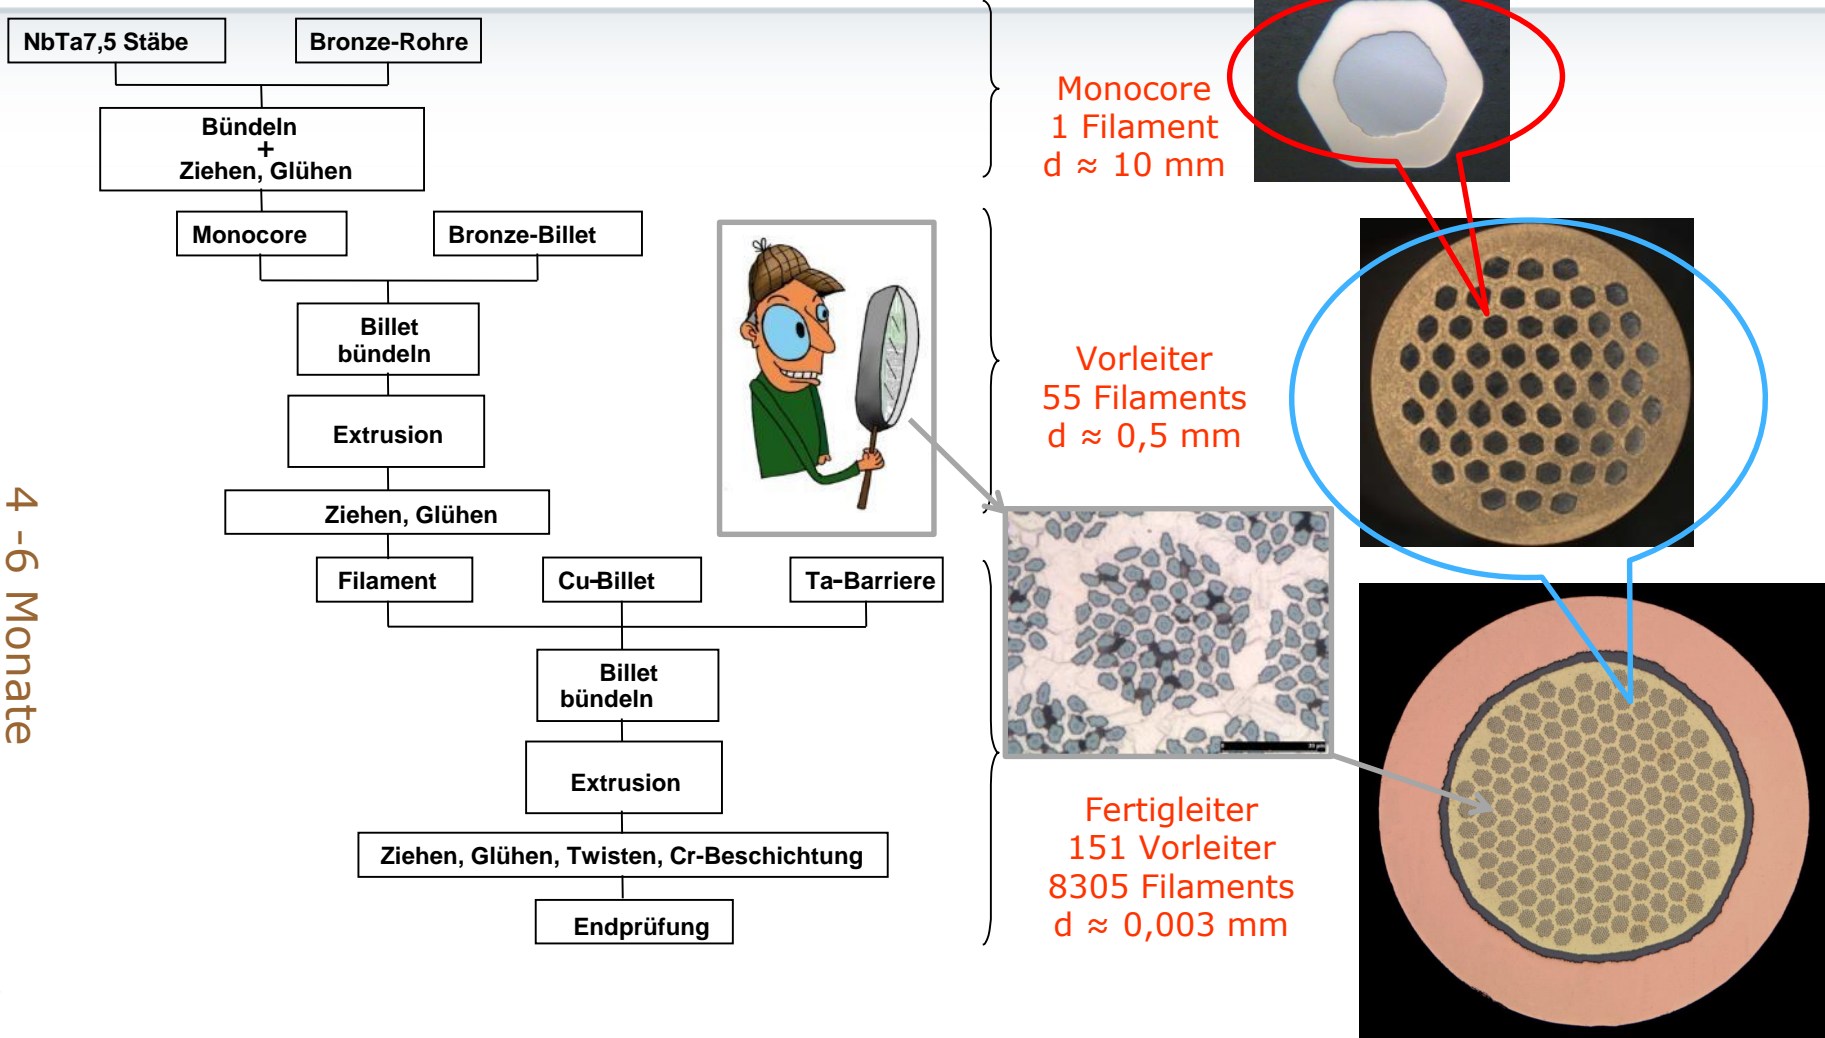 NbTa7,5 Stäbe
Bronze-Rohre
Bündeln
+
Ziehen, Glühen
Monocore
Bronze-Billet
Billet
bündeln
Extrusion
Ziehen, Glühen
Filament
Cu-Billet
Ta-Barriere
Billet
bündeln
Extrusion
Ziehen, Glühen, Twisten, Cr-Beschichtung
Endprüfung
4 -6 Monate
Monocore
1 Filament
d ≈ 10 mm
Vorleiter
55 Filaments
d ≈ 0,5 mm
Fertigleiter
151 Vorleiter
8305 Filaments
d ≈ 0,003 mm